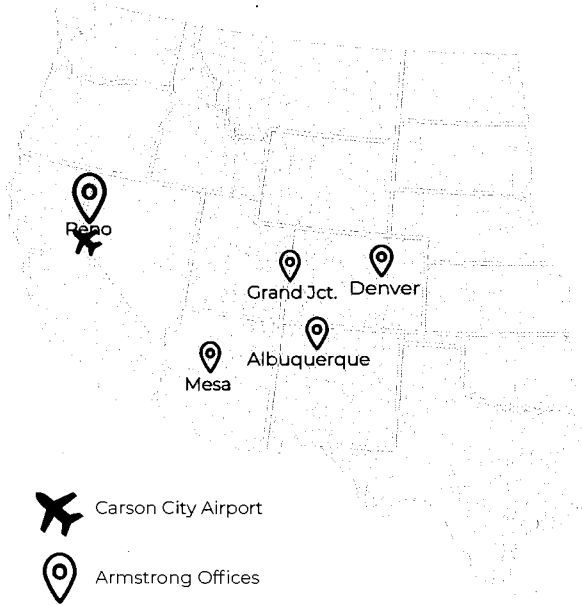 Reno
Grand Jct.
Denver
Albuquerque
Mesa
Carson City Airport
Armstrong Offices